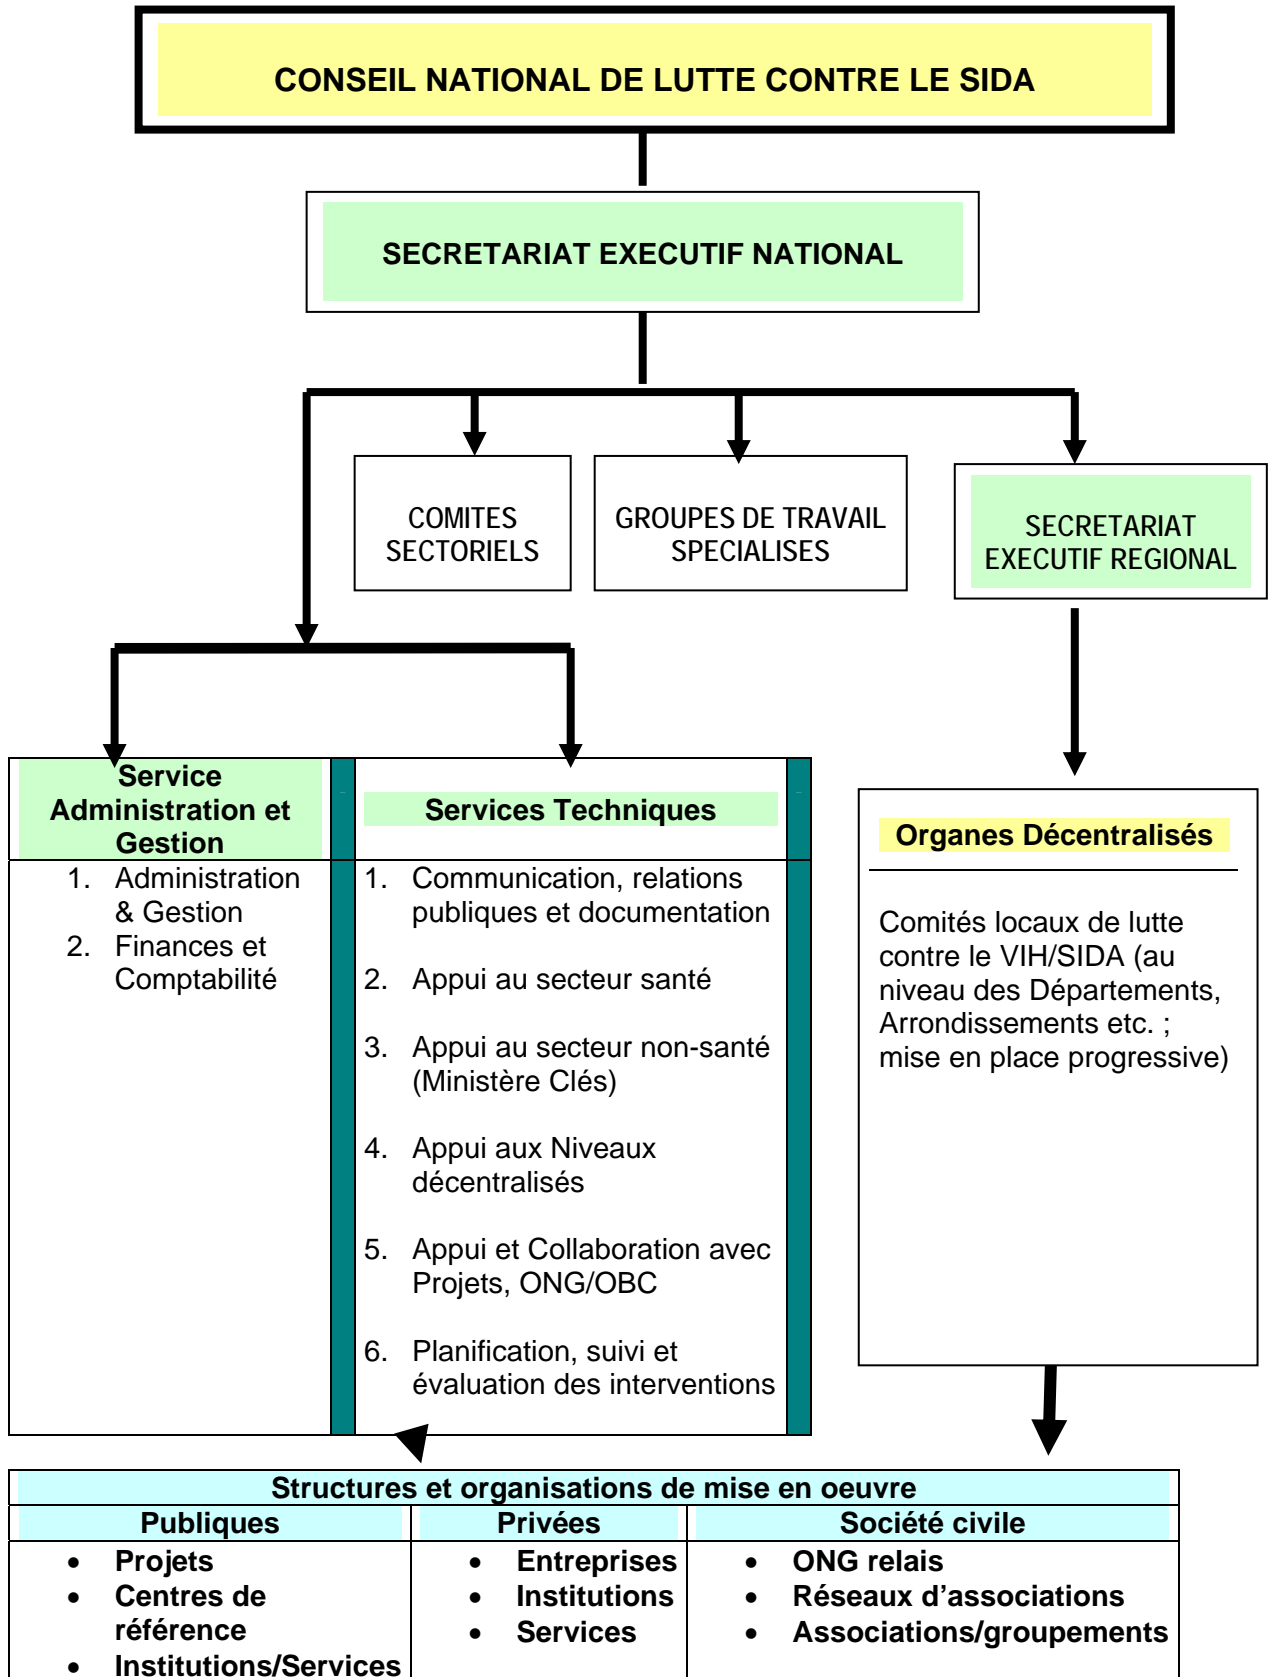 CONSEIL NATIONAL DE LUTTE CONTRE LE SIDA
SECRETARIAT EXECUTIF NATIONAL
COMITES
SECTORIELS
GROUPES DE TRAVAIL
SPECIALISES
SECRETARIAT
EXECUTIF REGIONAL
Service
Administration et
Gestion
1. Administration
& Gestion
2. Finances et
Comptabilité
Services Techniques
1. Communication, relations
publiques et documentation
2. Appui au secteur santé
3. Appui au secteur non-santé
(Ministère Clés)
4. Appui aux Niveaux
décentralisés
5. Appui et Collaboration avec
Projets, ONG/OBC
6. Planification, suivi et
évaluation des interventions
Organes Décentralisés
Comités locaux de lutte
contre le VIH/SIDA (au
niveau des Départements,
Arrondissements etc. ;
mise en place progressive)
Structures et organisations de mise en oeuvre
Publiques
• Projets
• Centres de
référence
• Institutions/Services
Privées
• Entreprises
• Institutions
• Services
Société civile
• ONG relais
• Réseaux d’associations
• Associations/groupements